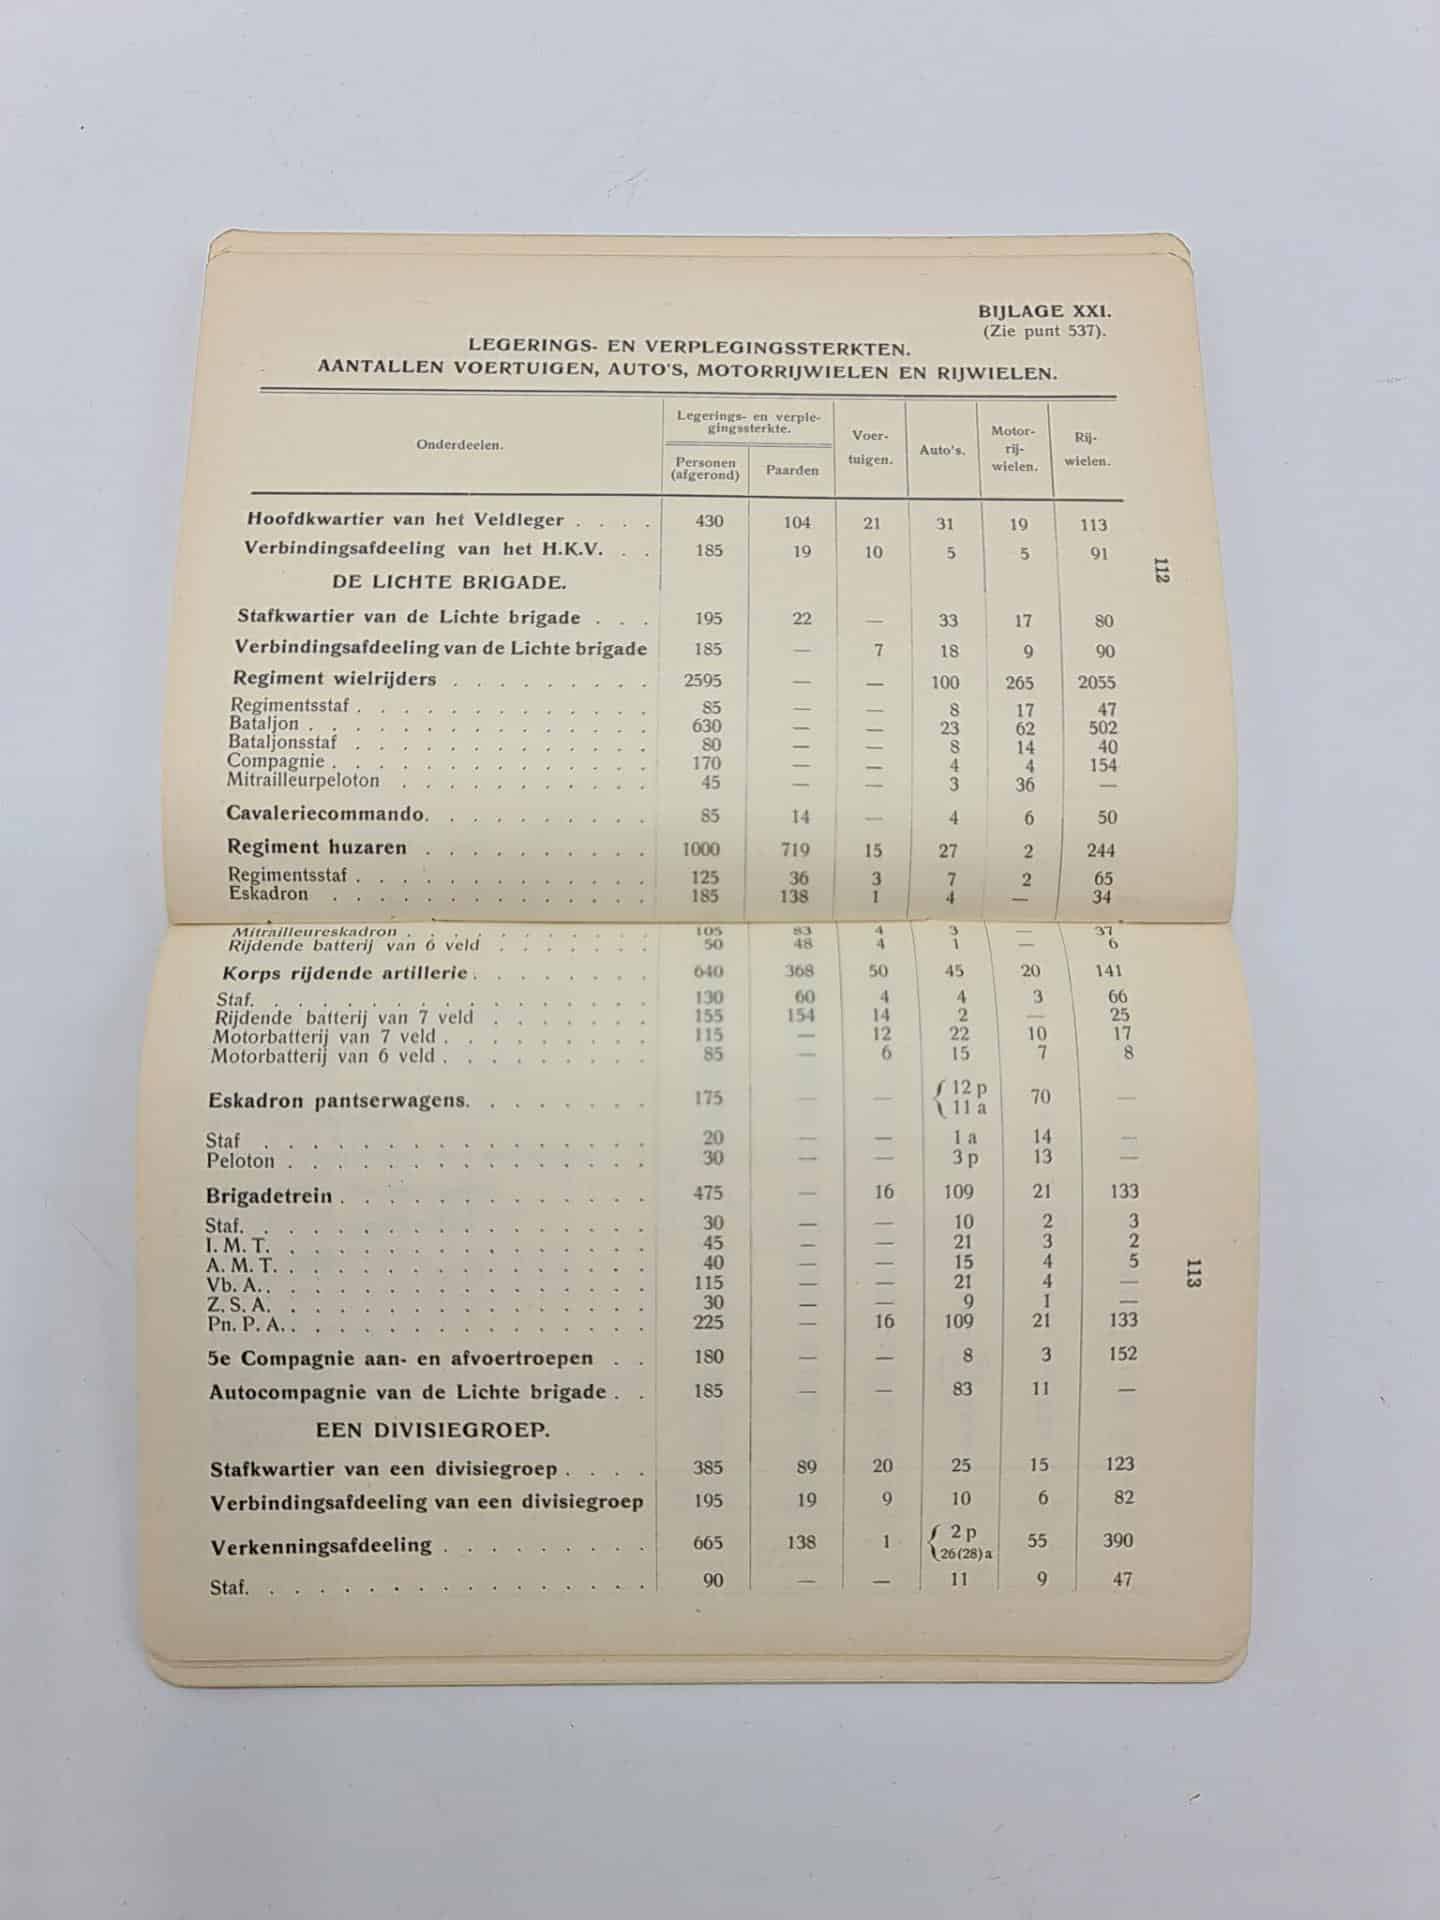 BIJLAGE XXI.
(Zie punt 537).
LEGERINGS- EN VERPLEGINGSSTERKTEN.
AANTALLEN VOERTUIGEN, AUTO'S, MOTORRIJWIELEN EN RIJWIELEN.
Onderdeelen.
Legerings- en verple-
gingssterkte.
Personen
(afgerond)
Paarden
Voer-
tuigen.
Auto's.
Motor-
rij-
wielen.
Rij-
wielen.
Hoofdkwartier van het Veldleger . . . . 430 104 21 31 19 113
Verbindingsafdeeling van het H.K.V. . . 185 19 10 5 5 91
DE LICHTE BRIGADE.
Stafkwartier van de Lichte brigade . . . 195 22 — 33 17 80
Verbindingsafdeeling van de Lichte brigade 185 — 7 18 9 90
Regiment wielrijders . . . . . . . . . 2595 — — 100 265 2055
Regimentsstaf . . . . . . . . . . . . . 85 — — 8 17 47
Bataljon . . . . . . . . . . . . . . . 630 — — 23 62 502
Bataljonsstaf . . . . . . . . . . . . . 80 — — 8 14 40
Compagnie . . . . . . . . . . . . . . 170 — — 4 4 154
Mitrailleurpeloton . . . . . . . . . . . 45 — — 3 36 —
Cavaleriecommando. . . . . . . . . . 85 14 — 4 6 50
Regiment huzaren . . . . . . . . . . 1000 719 15 27 2 244
Regimentsstaf . . . . . . . . . . . . . 125 36 3 7 2 65
Eskadron . . . . . . . . . . . . . . 185 138 1 4 — 34
112
Mitrailleureskadron . . . . . . . . . . 105 83 4 3 — 37
Rijdende batterij van 6 veld . . . . . . . 50 48 4 1 — 6
Korps rijdende artillerie . . . . . . . . 640 368 50 45 20 141
Staf. . . . . . . . . . . . . . . . . 130 60 4 4 3 66
Rijdende batterij van 7 veld . . . . . . . 155 154 14 2 — 25
Motorbatterij van 7 veld . . . . . . . . . 115 — 12 22 10 17
Motorbatterij van 6 veld . . . . . . . . . 85 — 6 15 7 8
Eskadron pantserwagens. . . . . . . . 175 — — { 12 p 11 a 70 —
Staf . . . . . . . . . . . . . . . . 20 — — 1 a 14 —
Peloton . . . . . . . . . . . . . . . 30 — — 3 p 13 —
Brigadetrein . . . . . . . . . . . . . 475 — 16 109 21 133
Staf. . . . . . . . . . . . . . . . . 30 — — 10 2 3
I. M. T. . . . . . . . . . . . . . . . 45 — — 21 3 2
A. M. T. . . . . . . . . . . . . . . . 40 — — 15 4 5
Vb. A. . . . . . . . . . . . . . . . . 115 — — 21 4 —
Z. S. A. . . . . . . . . . . . . . . . 30 — — 9 1 —
Pn. P. A. . . . . . . . . . . . . . . . 225 — 16 109 21 133
5e Compagnie aan- en afvoertroepen . . 180 — — 8 3 152
Autocompagnie van de Lichte brigade . . 185 — — 83 11 —
EEN DIVISIEGROEP.
Stafkwartier van een divisiegroep . . . . 385 89 20 25 15 123
Verbindingsafdeeling van een divisiegroep 195 19 9 10 6 82
Verkenningsafdeeling . . . . . . . . . 665 138 1 { 2 p 26 (28) a 55 390
Staf. . . . . . . . . . . . . . . . . 90 — — 11 9 47
113